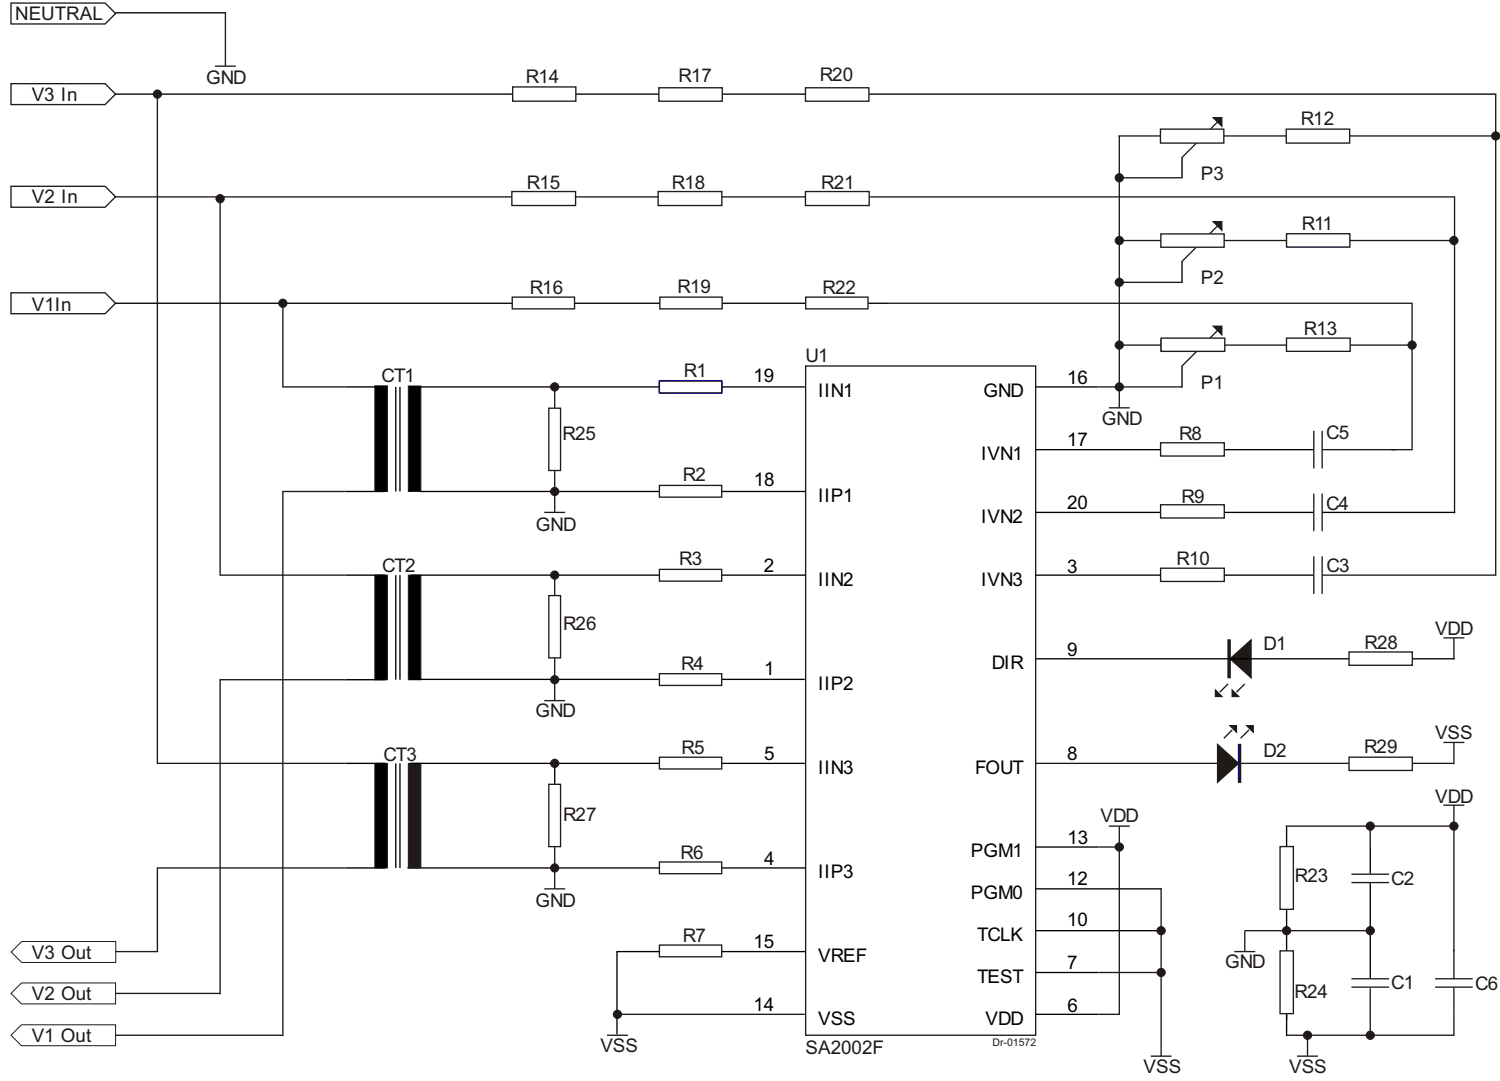 NEUTRAL
GND
V3 In
R14
R17
R20
R12
P3
V2 In
R15
R18
R21
R11
P2
V1In
R16
R19
R22
R13
P1
U1
CT1
R1
19
IIN1
GND
16
GND
R25
IVN1
17
R8
C5
R2
18
IIP1
GND
IVN2
20
R9
C4
CT2
R3
2
IIN2
IVN3
3
R10
C3
R26
R4
1
IIP2
GND
DIR
9
D1
R28
VDD
CT3
R5
5
IIN3
FOUT
8
D2
R29
VSS
R27
VDD
VDD
R6
4
IIP3
GND
PGM1
13
PGM0
12
R23
C2
V3 Out
R7
15
VREF
TCLK
10
GND
V2 Out
TEST
7
R24
C1
C6
V1 Out
14
VSS
VDD
6
VSS
SA2002F
Dr-01572
VSS
VSS